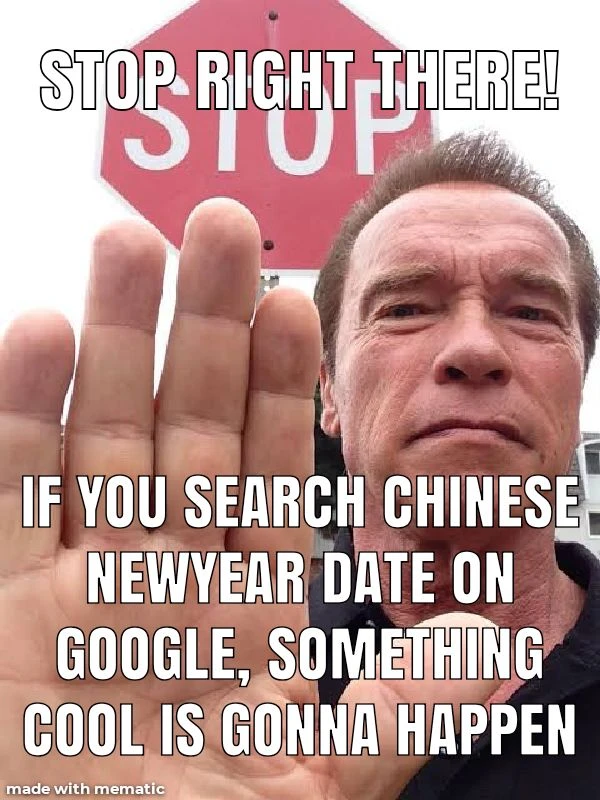 STOP RIGHT THERE!
STOP
IF YOU SEARCH CHINESE
NEWYEAR DATE ON
GOOGLE, SOMETHING
COOL IS GONNA HAPPEN
made with mematic